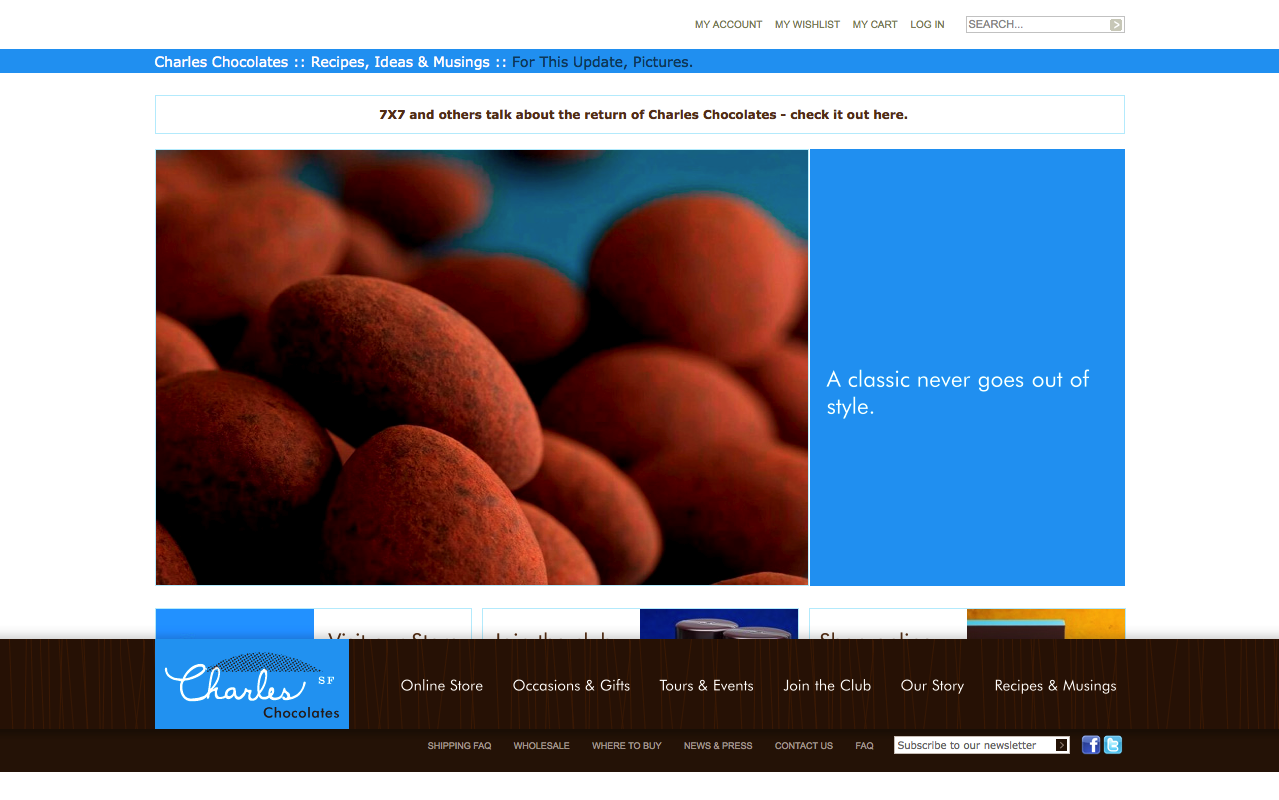 MY ACCOUNT MY WISHLIST MY CART LOG IN SEARCH...
Charles Chocolates :: Recipes, Ideas & Musings :: For This Update, Pictures.
7X7 and others talk about the return of Charles Chocolates - check it out here.
A classic never goes out of
style.
Charles SF
Chocolates
Online Store Occasions & Gifts Tours & Events Join the Club Our Story Recipes & Musings
SHIPPING FAQ WHOLESALE WHERE TO BUY NEWS & PRESS CONTACT US FAQ Subscribe to our newsletter